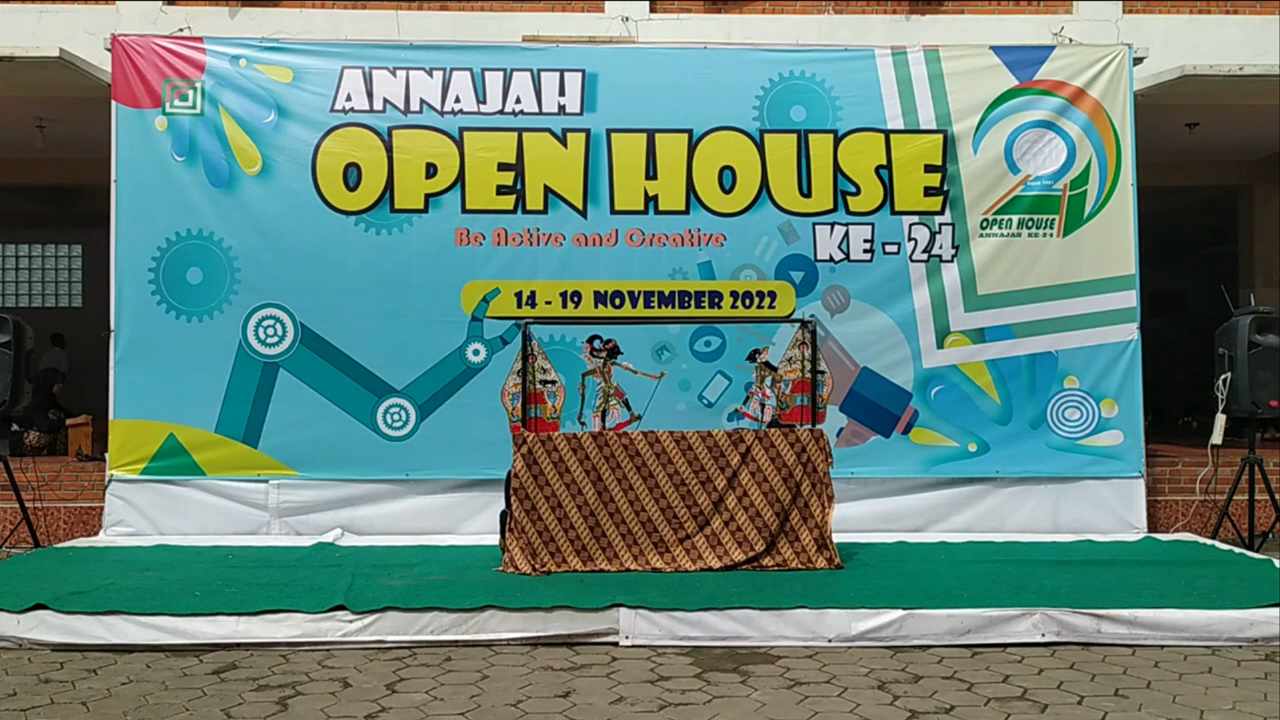 ANNAJAH
OPEN HOUSE
Be Active and Creative
KE - 24
14 - 19 NOVEMBER 2022
OPEN HOUSE
ANNAJAH KE-24